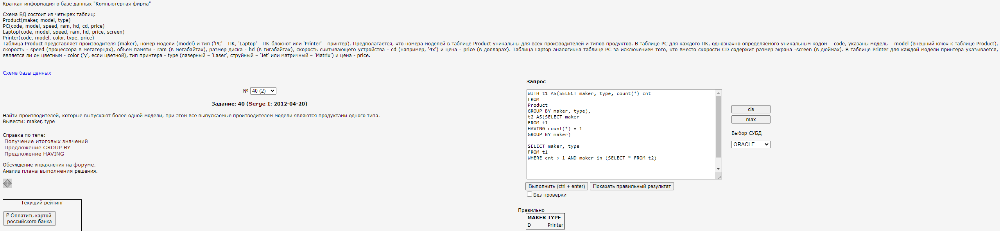 Краткая информация о базе данных "Компьютерная фирма"
Схема БД состоит из четырех таблиц:
Product(maker, model, type)
PC(code, model, speed, ram, hd, cd, price)
Laptop(code, model, speed, ram, hd, price, screen)
Printer(code, model, color, type, price)
Таблица Product представляет производителя (maker), номер модели (model) и тип ('PC' - ПК, 'Laptop' - ПК-блокнот или 'Printer' - принтер). Предполагается, что номера моделей в таблице Product уникальны для всех производителей и типов продуктов. В таблице PC для каждого ПК, однозначно определяемого уникальным кодом – code, указаны модель – model (внешний ключ к таблице Product),
скорость - speed (процессора в мегагерцах), объем памяти - ram (в мегабайтах), размер диска - hd (в гигабайтах), скорость считывающего устройства - cd (например, '4x') и цена - price (в долларах). Таблица Laptop аналогична таблице РС за исключением того, что вместо скорости CD содержит размер экрана -screen (в дюймах). В таблице Printer для каждой модели принтера указывается,
является ли он цветным - color ('y', если цветной), тип принтера - type (лазерный – 'Laser', струйный – 'Jet' или матричный – 'Matrix') и цена - price.
Схема базы данных
№ 40 (2)
Задание: 40 (Serge I: 2012-04-20)
Найти производителей, которые выпускают более одной модели, при этом все выпускаемые производителем модели являются продуктами одного типа.
Вывести: maker, type
Справка по теме:
Получение итоговых значений
Предложение GROUP BY
Предложение HAVING
Обсуждение упражнения на форуме.
Анализ плана выполнения решения.
i
Текущий рейтинг
₽ Оплатить картой
российского банка
Запрос
WITH t1 AS(SELECT maker, type, count(*) cnt
FROM
Product
GROUP BY maker, type),
t2 AS(SELECT maker
FROM t1
HAVING count(*) = 1
GROUP BY maker)
SELECT maker, type
FROM t1
WHERE cnt > 1 AND maker in (SELECT * FROM t2)
cls
max
Выбор СУБД
ORACLE
Выполнить (ctrl + enter) Показать правильный результат
Без проверки
Правильно
MAKER TYPE
D Printer